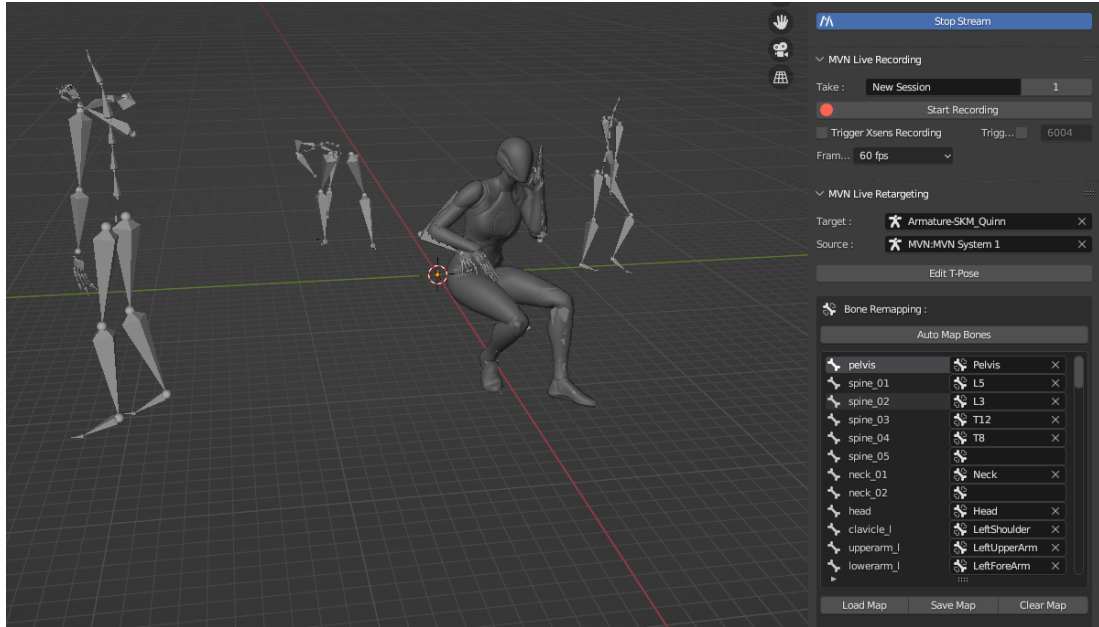 Stop Stream
MVN Live Recording
Take : New Session 1
Start Recording
Trigger Xsens Recording Trigg... 6004
Fram... 60 fps
MVN Live Retargeting
Target : Armature-SKM_Quinn
Source : MVN:MVN System 1
Edit T-Pose
Bone Remapping :
Auto Map Bones
pelvis Pelvis
spine_01 L5
spine_02 L3
spine_03 T12
spine_04 T8
spine_05
neck_01 Neck
neck_02
head Head
clavicle_l LeftShoulder
upperarm_l LeftUpperArm
lowerarm_l LeftForeArm
Load Map Save Map Clear Map